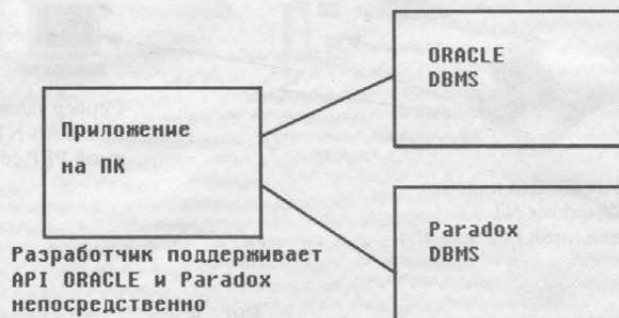 ORACLE
DBMS
Приложение
на ПК
Paradox
DBMS
Разработчик поддерживает
API ORACLE и Paradox
непосредственно